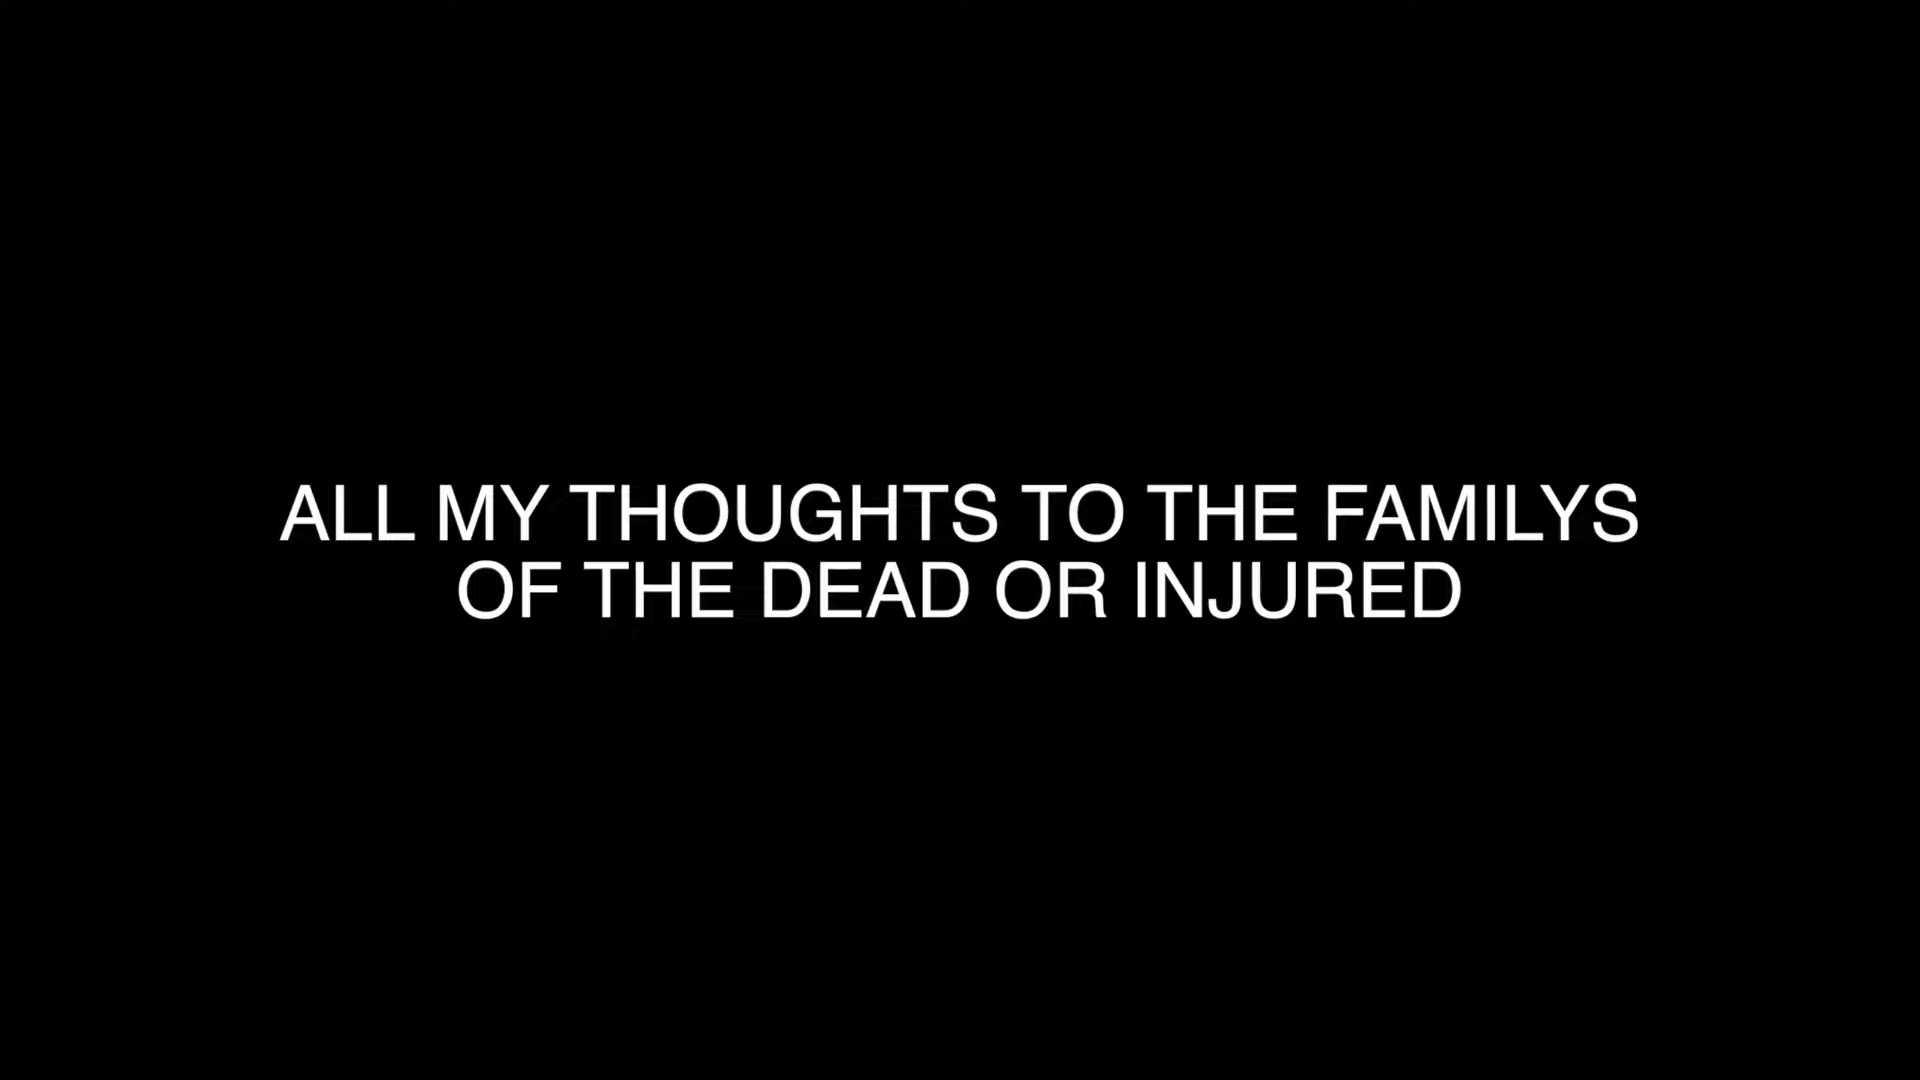 ALL MY THOUGHTS TO THE FAMILYS
OF THE DEAD OR INJURED